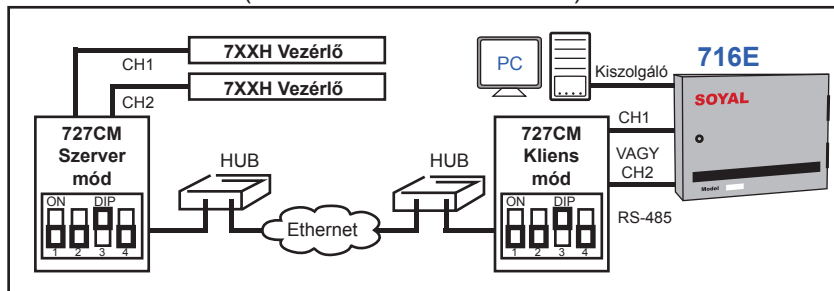 CH1
7XXH Vezérlő
CH2
7XXH Vezérlő
727CM
Szerver
mód
ON DIP
1 2 3 4
HUB
Ethernet
HUB
PC
Kiszolgáló
716E
SOYAL
Model
727CM
Kliens
mód
ON DIP
1 2 3 4
CH1
VAGY
CH2
RS-485